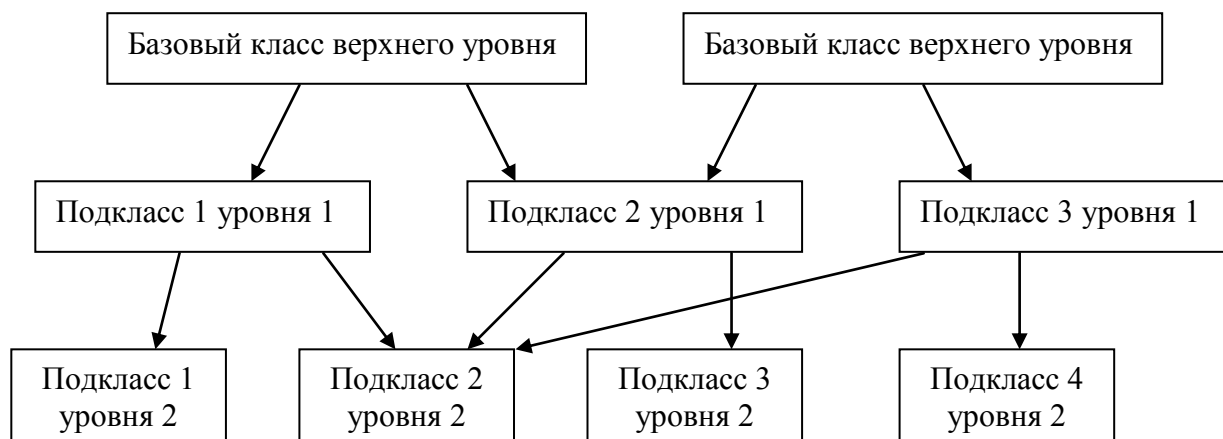 Базовый класс верхнего уровня
Базовый класс верхнего уровня
Подкласс 1 уровня 1
Подкласс 2 уровня 1
Подкласс 3 уровня 1
Подкласс 1
уровня 2
Подкласс 2
уровня 2
Подкласс 3
уровня 2
Подкласс 4
уровня 2